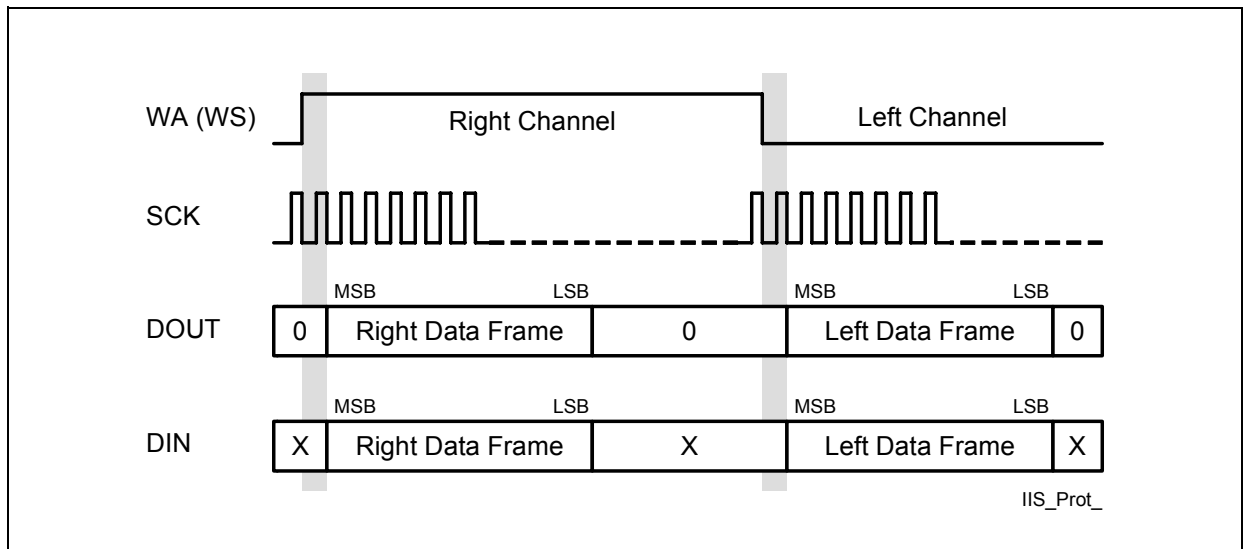 WA (WS)
Right Channel
Left Channel
SCK
MSB
LSB
MSB
LSB
DOUT
0
Right Data Frame
0
Left Data Frame
0
MSB
LSB
MSB
LSB
DIN
X
Right Data Frame
X
Left Data Frame
X
IIS_Prot_